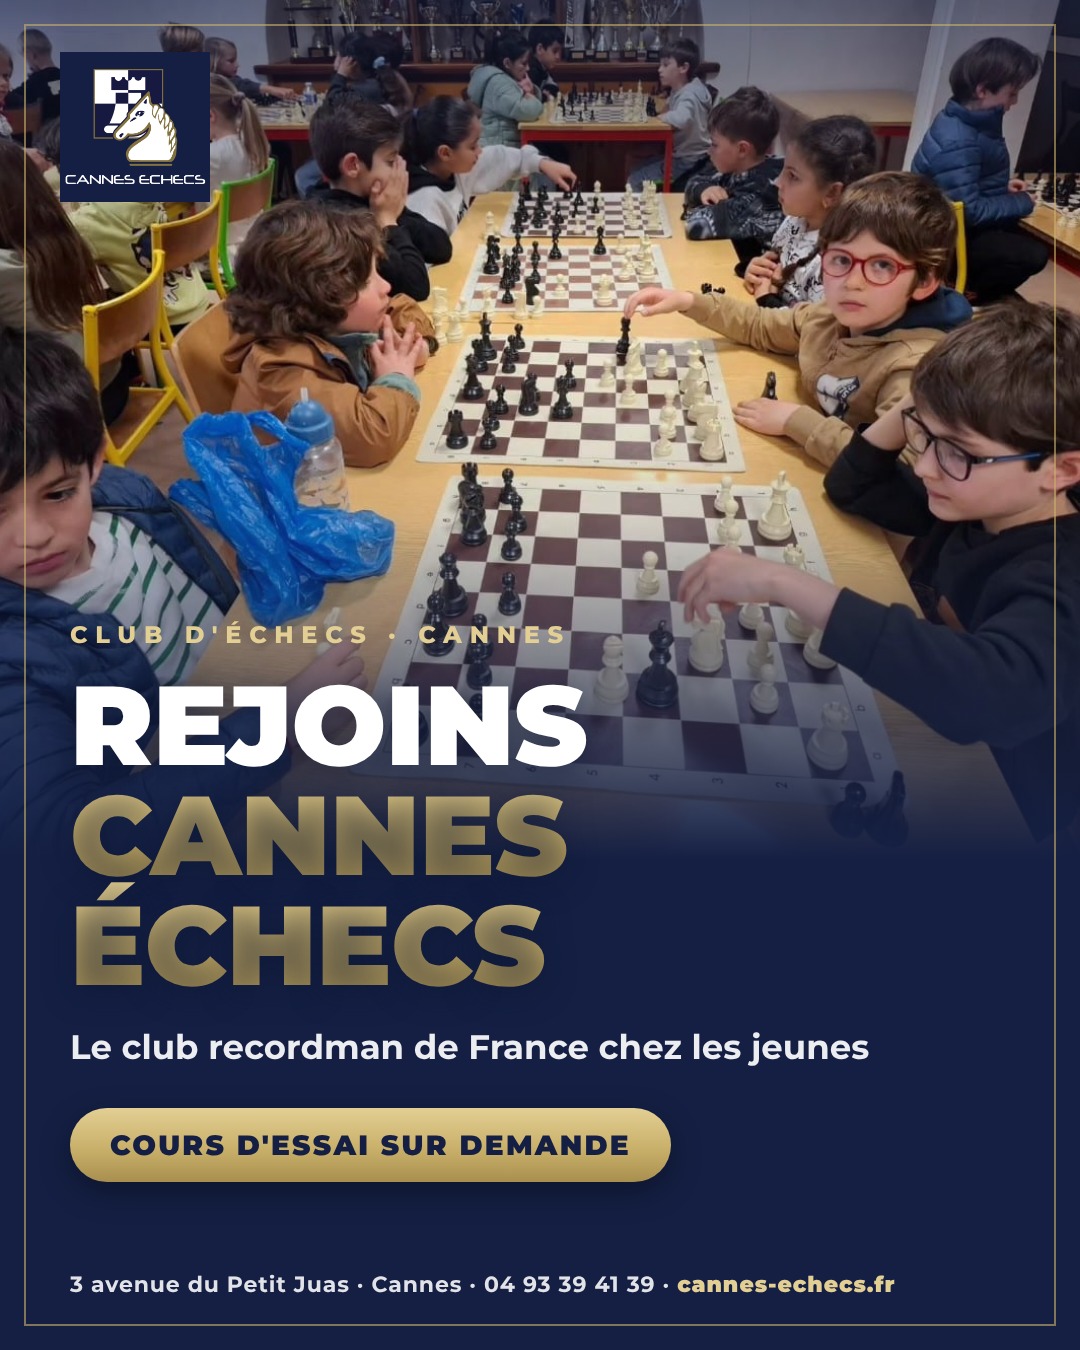 CANNES ECHECS
CLUB D'ÉCHECS · CANNES
REJOINS
CANNES
ÉCHECS
Le club recordman de France chez les jeunes
COURS D'ESSAI SUR DEMANDE
3 avenue du Petit Juas · Cannes · 04 93 39 41 39 · cannes-echecs.fr